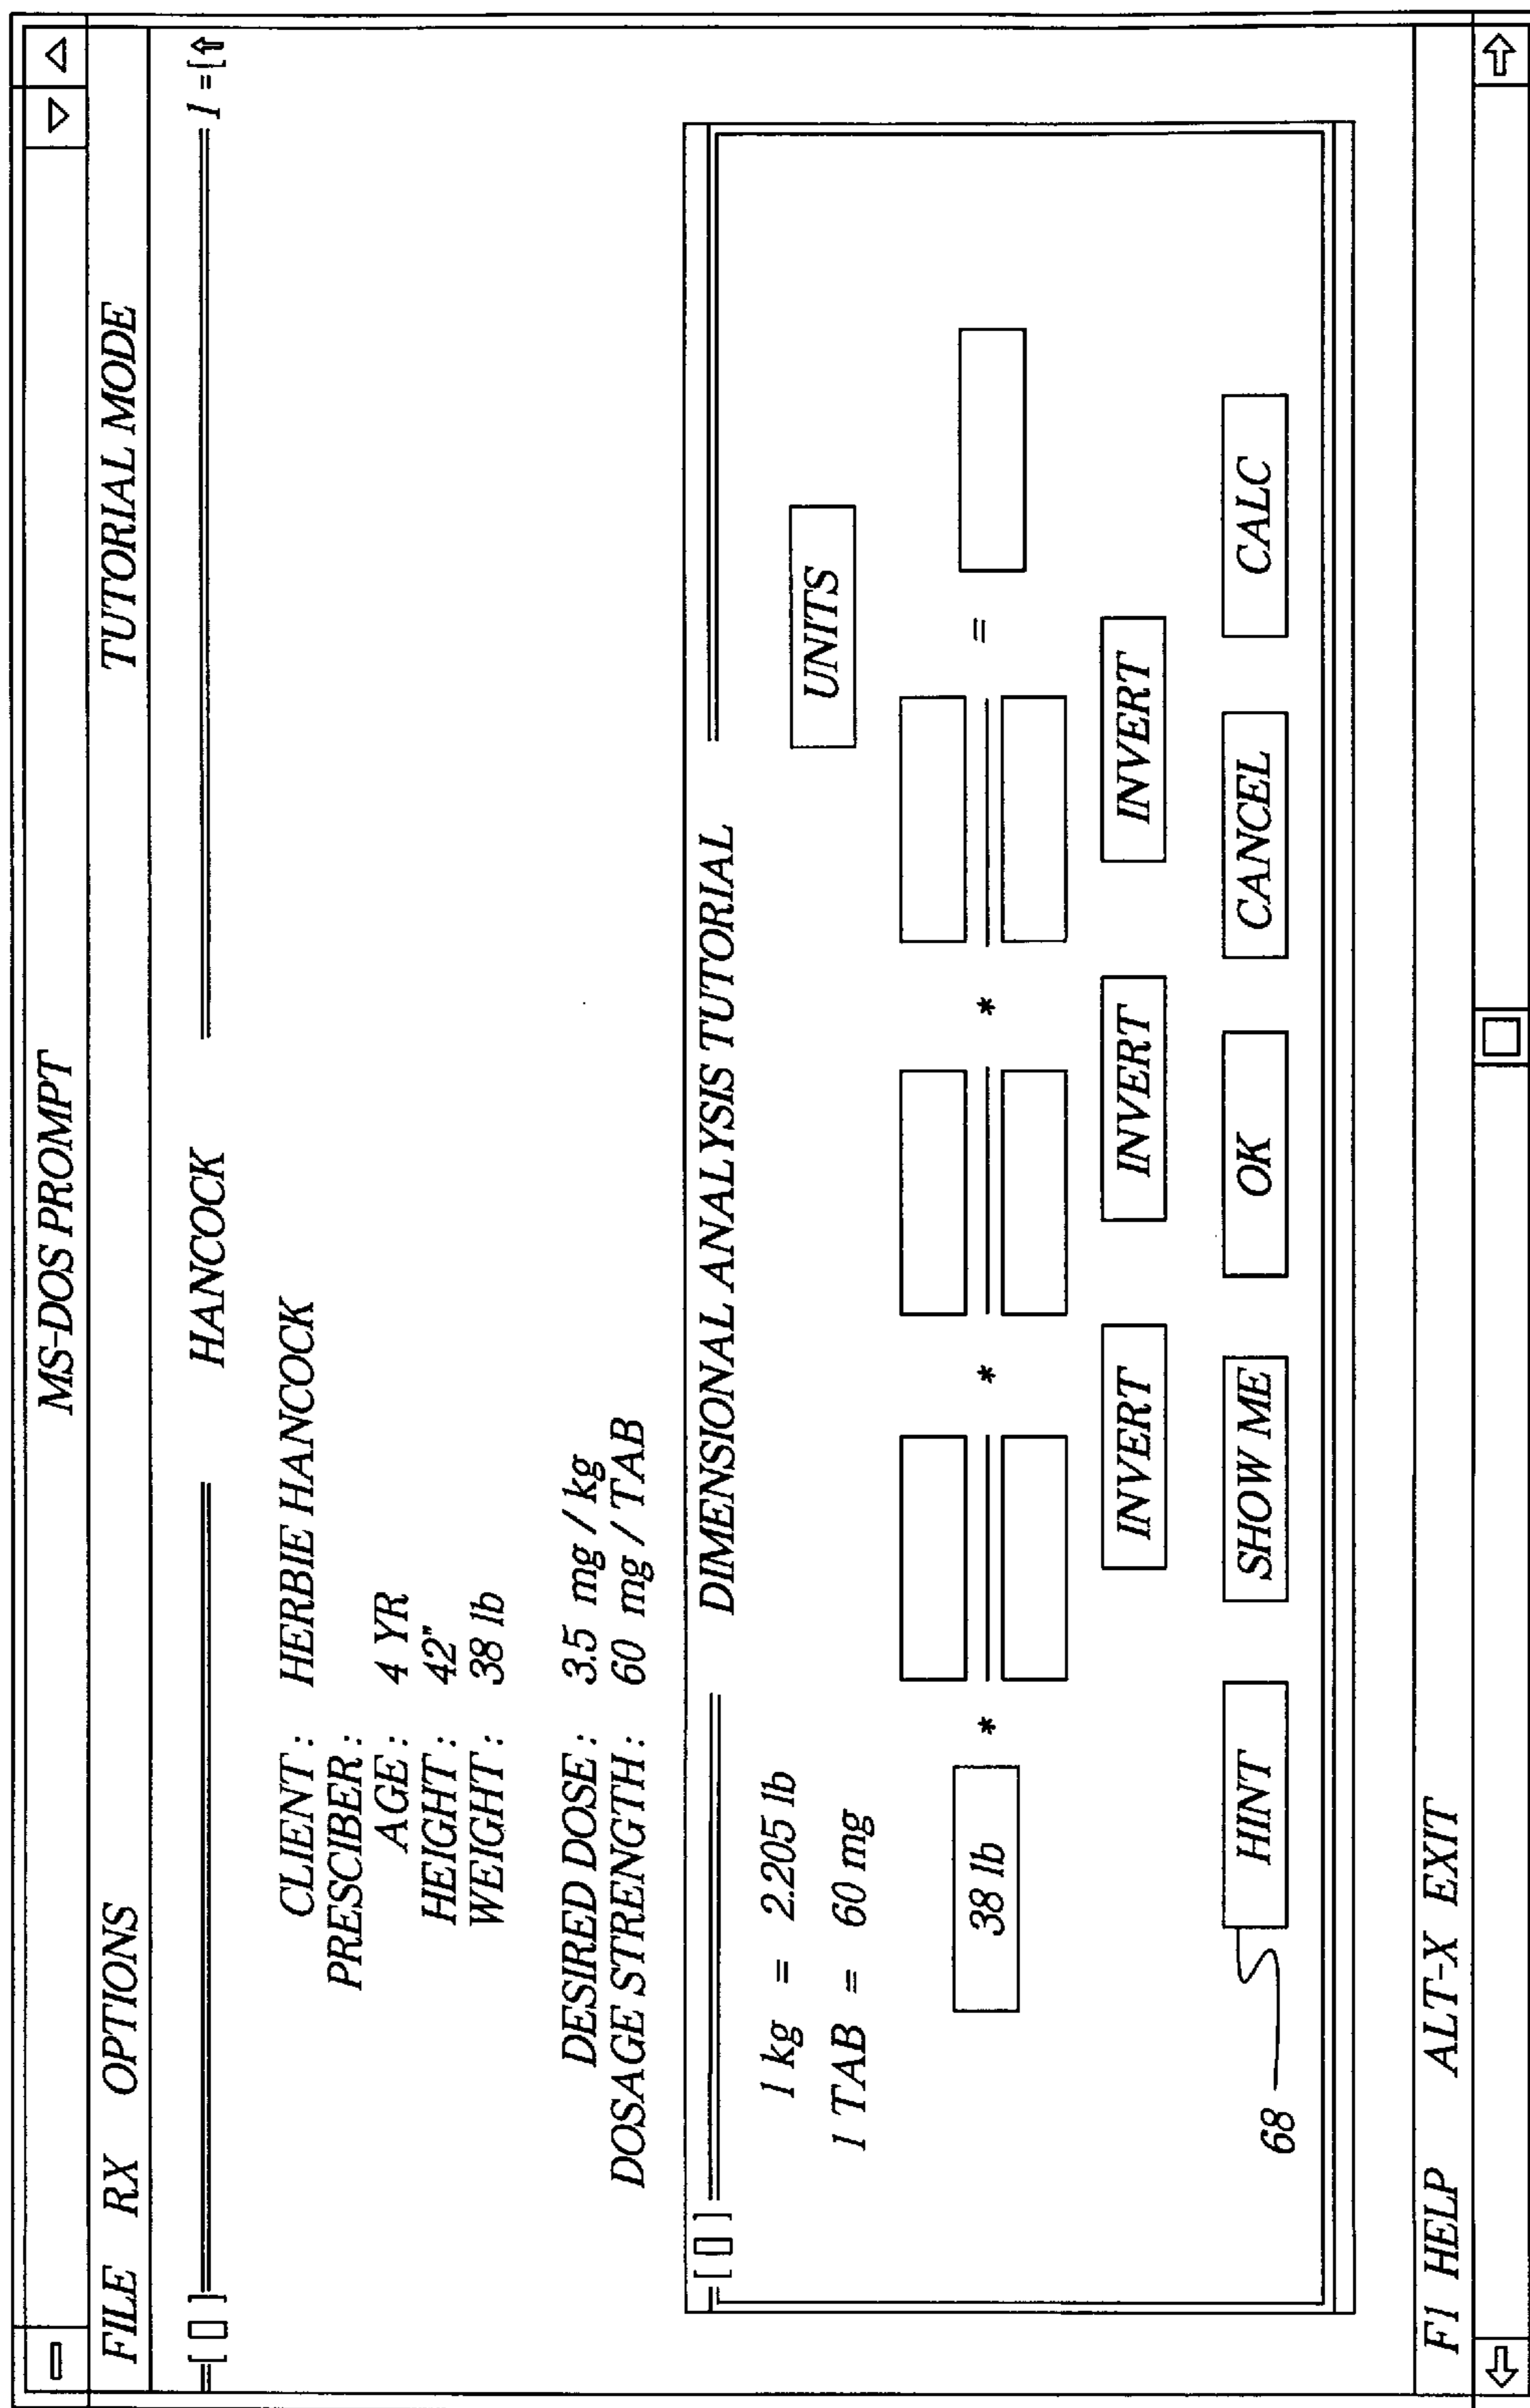 MS-DOS PROMPT
FILE RX OPTIONS TUTORIAL MODE
[▯] HANCOCK 1=[⇧
CLIENT : HERBIE HANCOCK
PRESCIBER :
AGE : 4 YR
HEIGHT : 42"
WEIGHT : 38 lb
DESIRED DOSE : 3.5 mg / kg
DOSAGE STRENGTH : 60 mg / TAB
[▯] DIMENSIONAL ANALYSIS TUTORIAL
1 kg = 2.205 lb UNITS
1 TAB = 60 mg
38 lb * * * =
INVERT INVERT INVERT
HINT SHOW ME OK CANCEL CALC
68
F1 HELP ALT-X EXIT